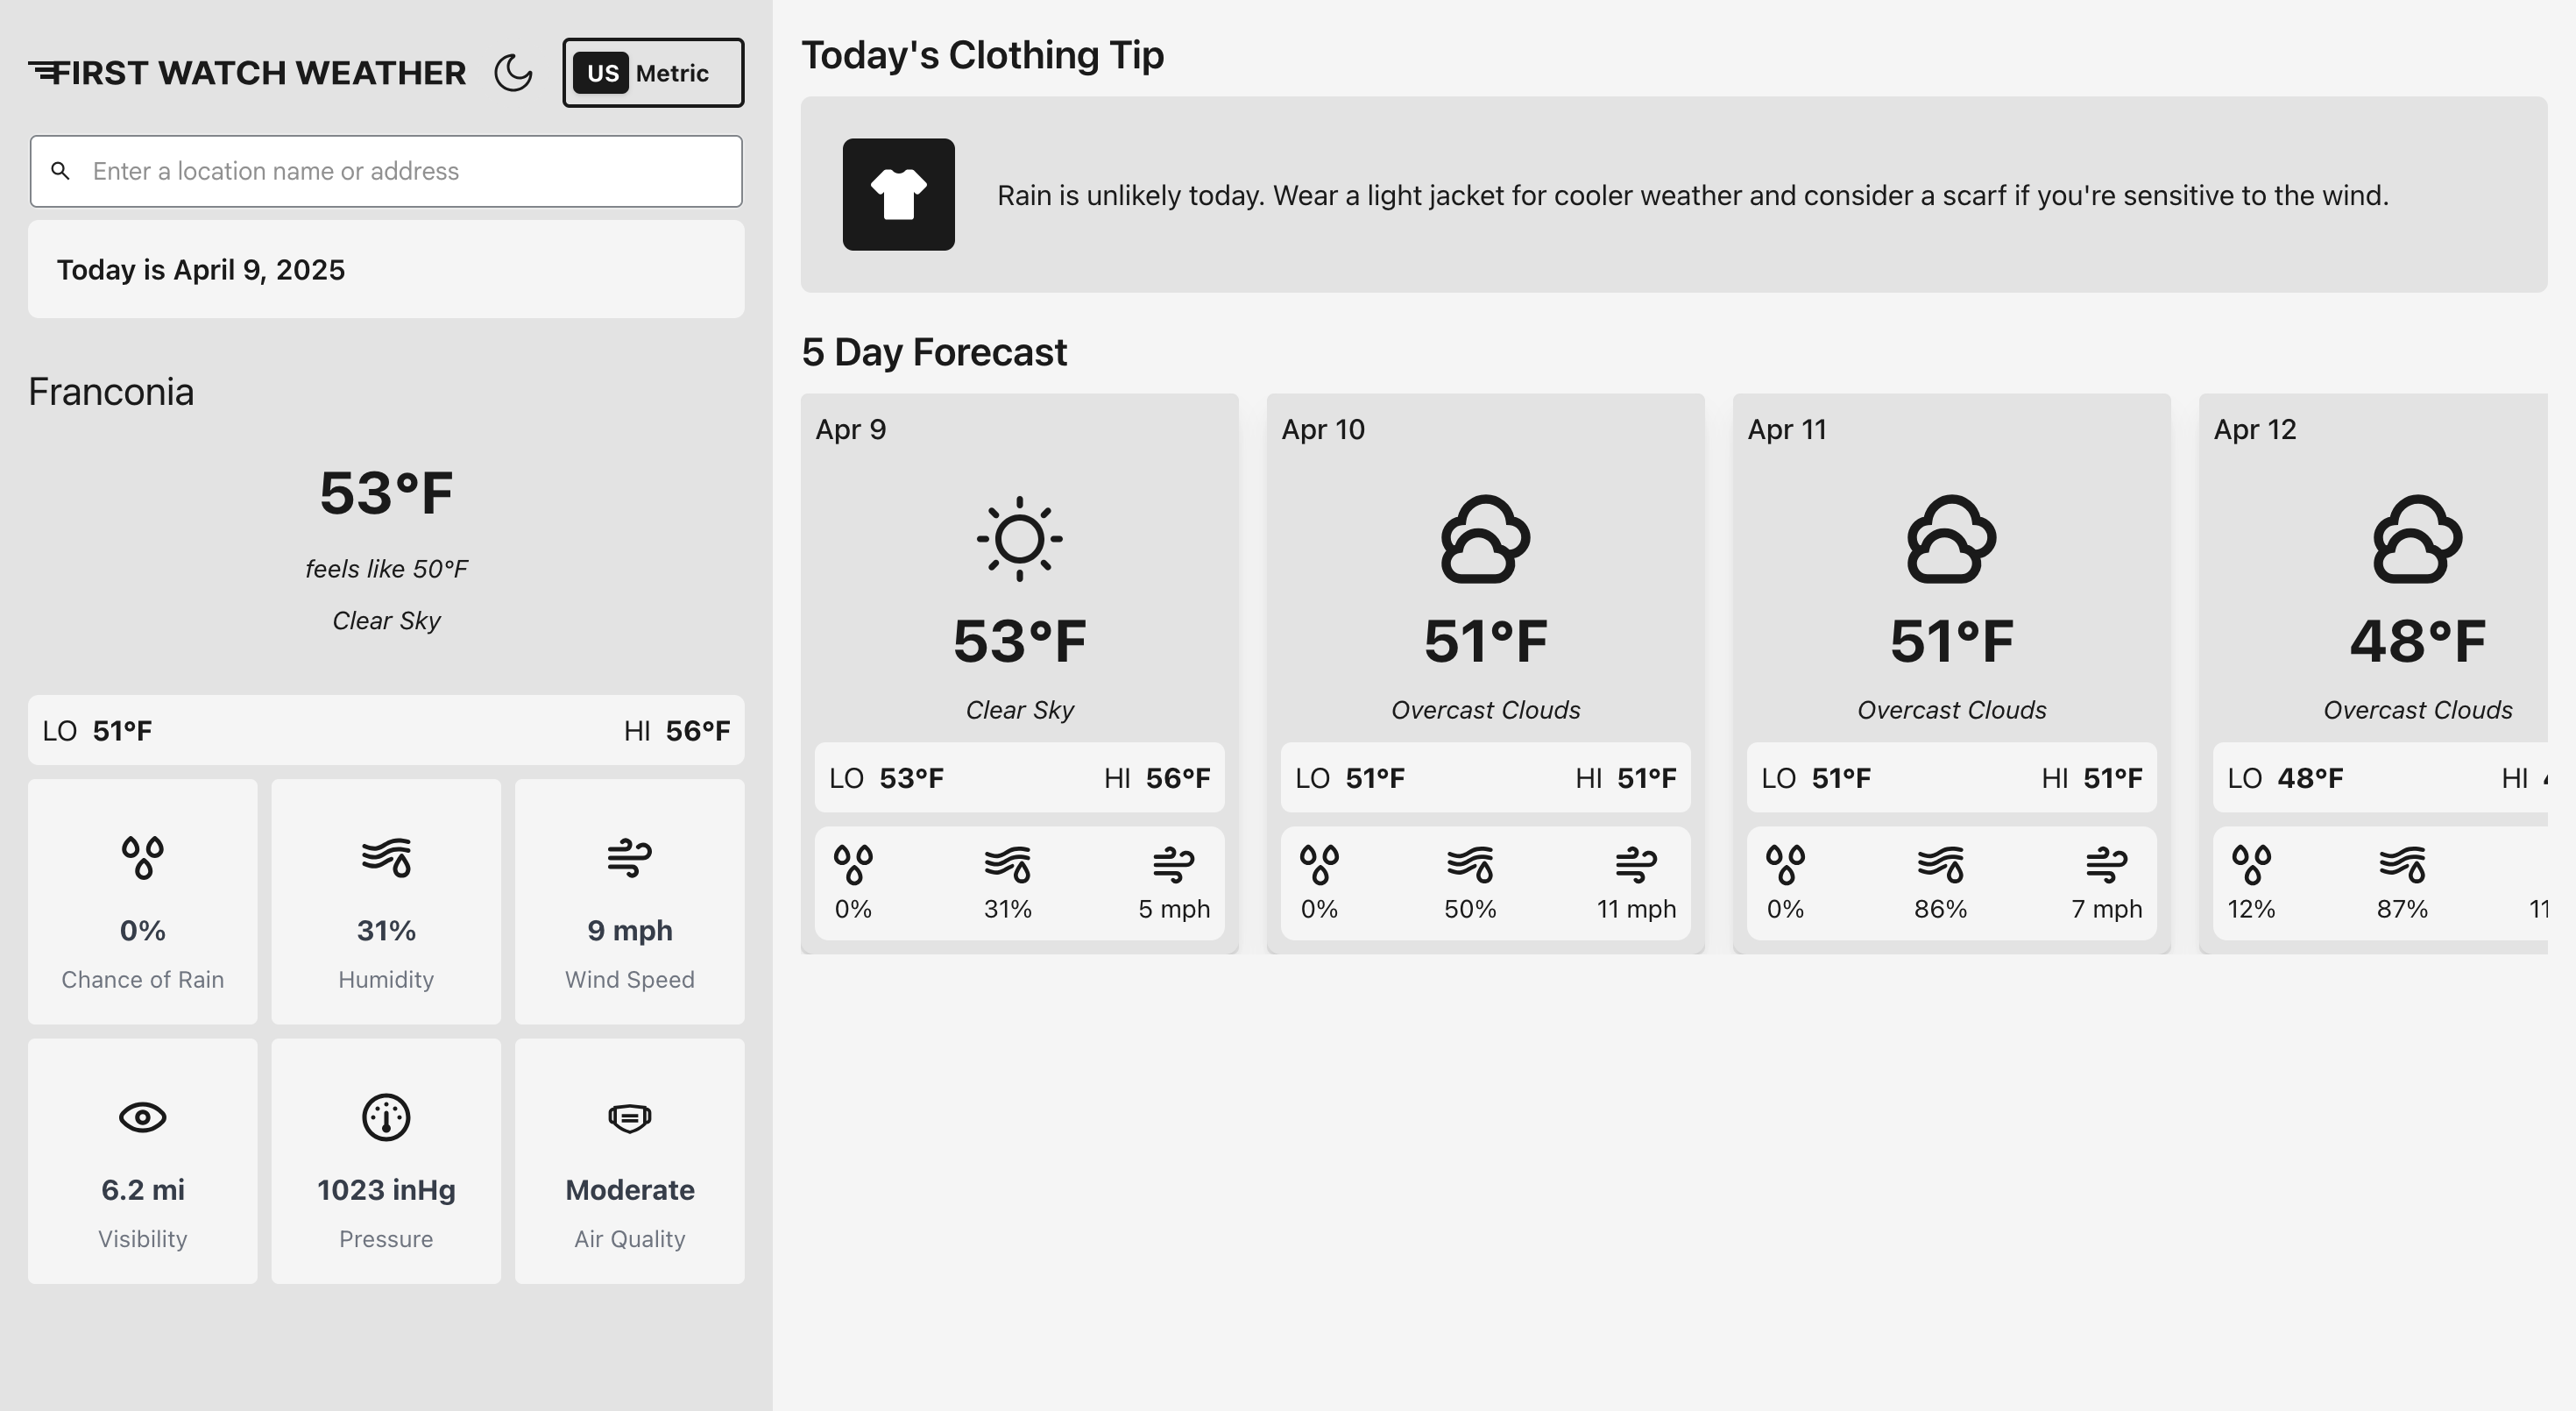 FIRST WATCH WEATHER
US Metric
Enter a location name or address
Today is April 9, 2025
Franconia
53°F
feels like 50°F
Clear Sky
LO 51°F HI 56°F
0% 31% 9 mph
Chance of Rain Humidity Wind Speed
6.2 mi 1023 inHg Moderate
Visibility Pressure Air Quality
Today's Clothing Tip
Rain is unlikely today. Wear a light jacket for cooler weather and consider a scarf if you're sensitive to the wind.
5 Day Forecast
Apr 9
53°F
Clear Sky
LO 53°F HI 56°F
0% 31% 5 mph
Apr 10
51°F
Overcast Clouds
LO 51°F HI 51°F
0% 50% 11 mph
Apr 11
51°F
Overcast Clouds
LO 51°F HI 51°F
0% 86% 7 mph
Apr 12
48°F
Overcast Clouds
LO 48°F HI
12% 87% 11